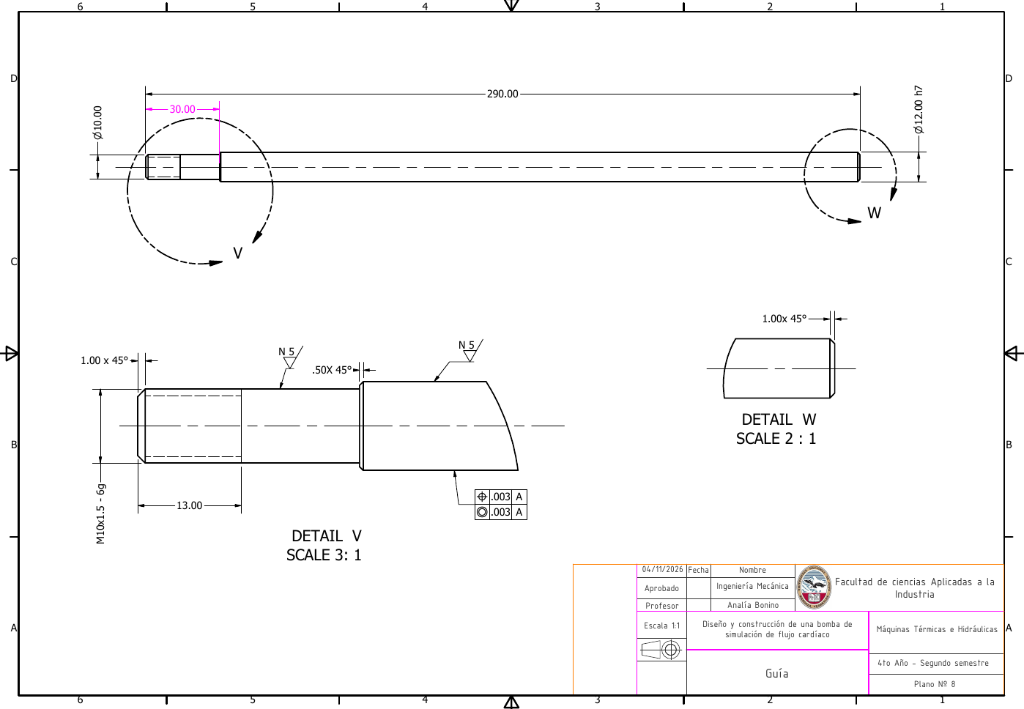 6 5 4 3 2 1
D D
290.00
30.00
Ø10.00
Ø12.00 h7
V
W
C C
1.00 x 45°
N 5
.50X 45°
N 5
1.00x 45°
M10x1.5 - 6g
13.00
.003 A
.003 A
DETAIL V
SCALE 3: 1
DETAIL W
SCALE 2 : 1
B B
04/11/2026 Fecha Nombre
Aprobado Ingeniería Mecánica
Profesor Analía Bonino
Facultad de ciencias Aplicadas a la
Industria
Escala 1:1
Diseño y construcción de una bomba de
simulación de flujo cardíaco
Máquinas Térmicas e Hidráulicas
Guía
4to Año - Segundo semestre
Plano Nº 8
A A
6 5 4 3 2 1